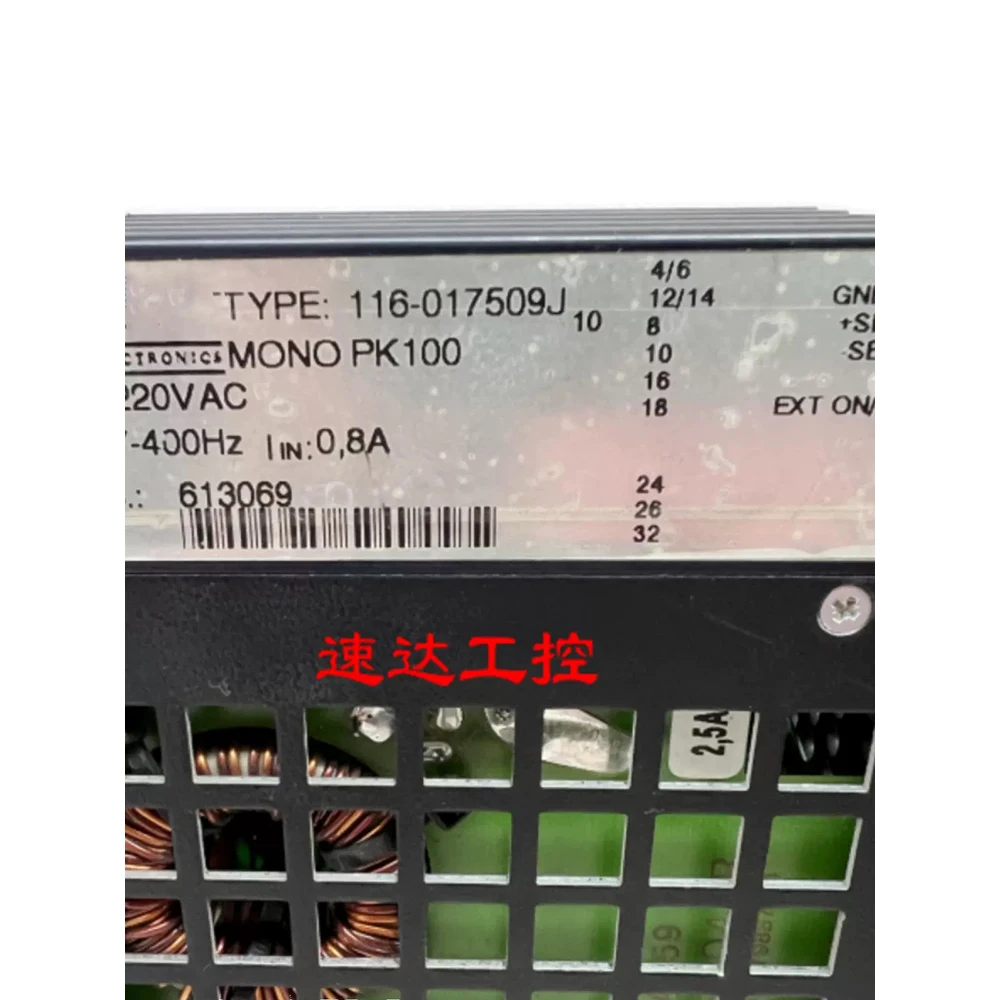 TYPE: 116-017509J 10
CTRONICS MONO PK100
220VAC
-400Hz IIN: 0,8A
.: 613069
4/6
12/14
8
10
16
18
24
26
32
GN
+S
-SE
EXT ON/
速达工控
2,5A
59